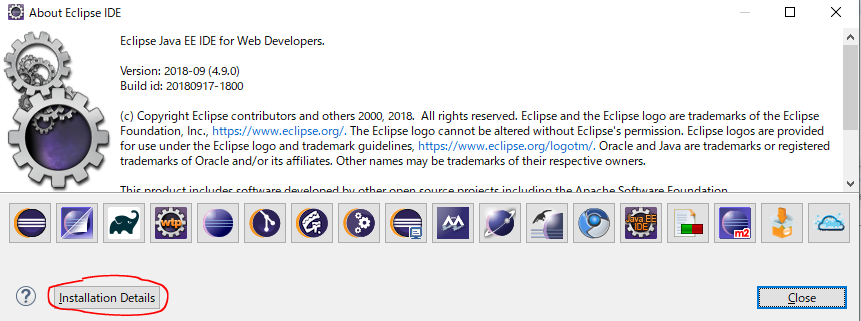 About Eclipse IDE
Eclipse Java EE IDE for Web Developers.
Version: 2018-09 (4.9.0)
Build id: 20180917-1800
(c) Copyright Eclipse contributors and others 2000, 2018.  All rights reserved. Eclipse and the Eclipse logo are trademarks of the Eclipse
Foundation, Inc., https://www.eclipse.org/. The Eclipse logo cannot be altered without Eclipse's permission. Eclipse logos are provided
for use under the Eclipse logo and trademark guidelines, https://www.eclipse.org/logotm/. Oracle and Java are trademarks or registered
trademarks of Oracle and/or its affiliates. Other names may be trademarks of their respective owners.
This product includes software developed by other open source projects including the Apache Software Foundation
wtp
Java EE
IDE
m2
?
Installation Details
Close